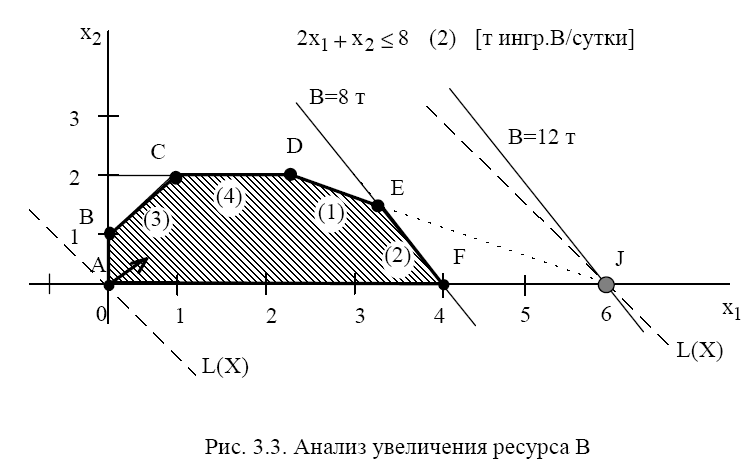 x₂
2x₁ + x₂ ≤ 8 (2) [т ингр.В/сутки]
В=8 т
3
В=12 т
D
C
2
E
(4)
B
(3)
(1)
1
(2)
F
J
A
0
1
2
3
4
5
6
x₁
L(X)
L(X)
Рис. 3.3. Анализ увеличения ресурса В